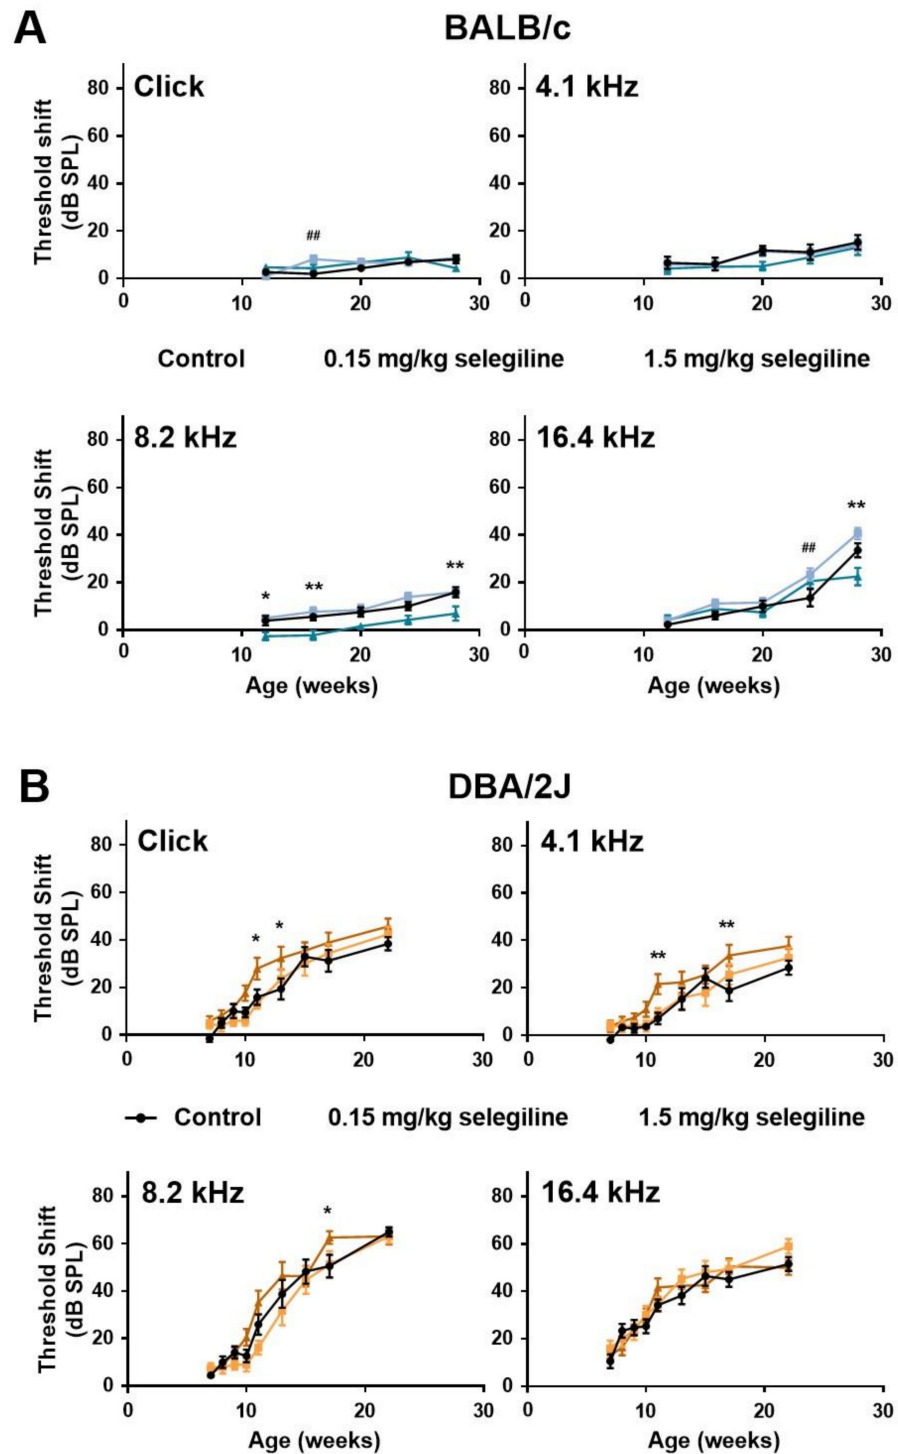 A
BALB/c
Click
4.1 kHz
Threshold shift
(dB SPL)
80
60
40
20
0
##
0
10
20
30
80
60
40
20
0
0
10
20
30
Control
0.15 mg/kg selegiline
1.5 mg/kg selegiline
8.2 kHz
16.4 kHz
Threshold Shift
(dB SPL)
80
60
40
20
0
*
**
**
0
10
20
30
Age (weeks)
80
60
40
20
0
##
**
0
10
20
30
Age (weeks)
B
DBA/2J
Click
4.1 kHz
Threshold Shift
(dB SPL)
80
60
40
20
0
*
*
0
10
20
30
80
60
40
20
0
**
**
0
10
20
30
Control
0.15 mg/kg selegiline
1.5 mg/kg selegiline
8.2 kHz
16.4 kHz
Threshold Shift
(dB SPL)
80
60
40
20
0
*
0
10
20
30
Age (weeks)
80
60
40
20
0
0
10
20
30
Age (weeks)